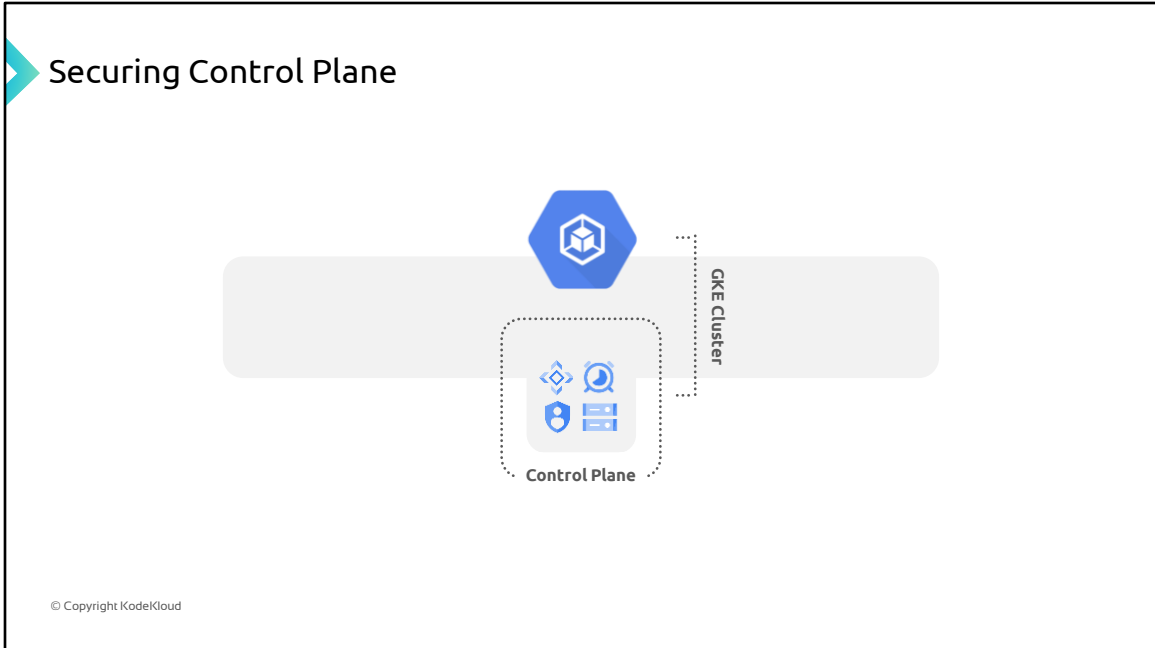 Securing Control Plane
GKE Cluster
Control Plane
© Copyright KodeKloud